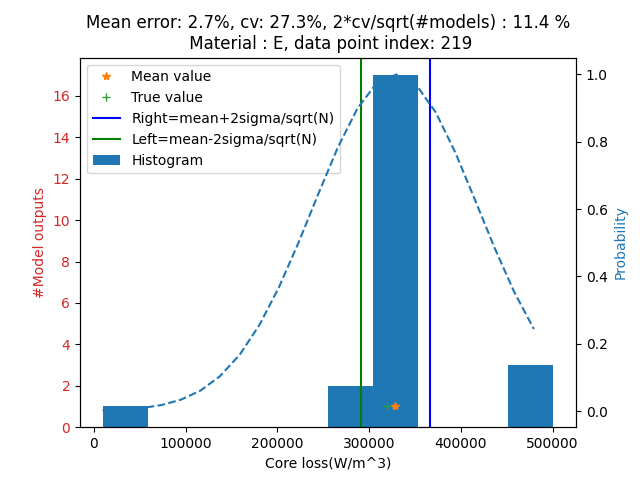 Mean error: 2.7%, cv: 27.3%, 2*cv/sqrt(#models) : 11.4 %
Material : E, data point index: 219
Mean value
True value
Right=mean+2sigma/sqrt(N)
Left=mean-2sigma/sqrt(N)
Histogram
#Model outputs
16
14
12
10
8
6
4
2
0
1.0
0.8
0.6
0.4
0.2
0.0
Probability
0 100000 200000 300000 400000 500000
Core loss(W/m^3)